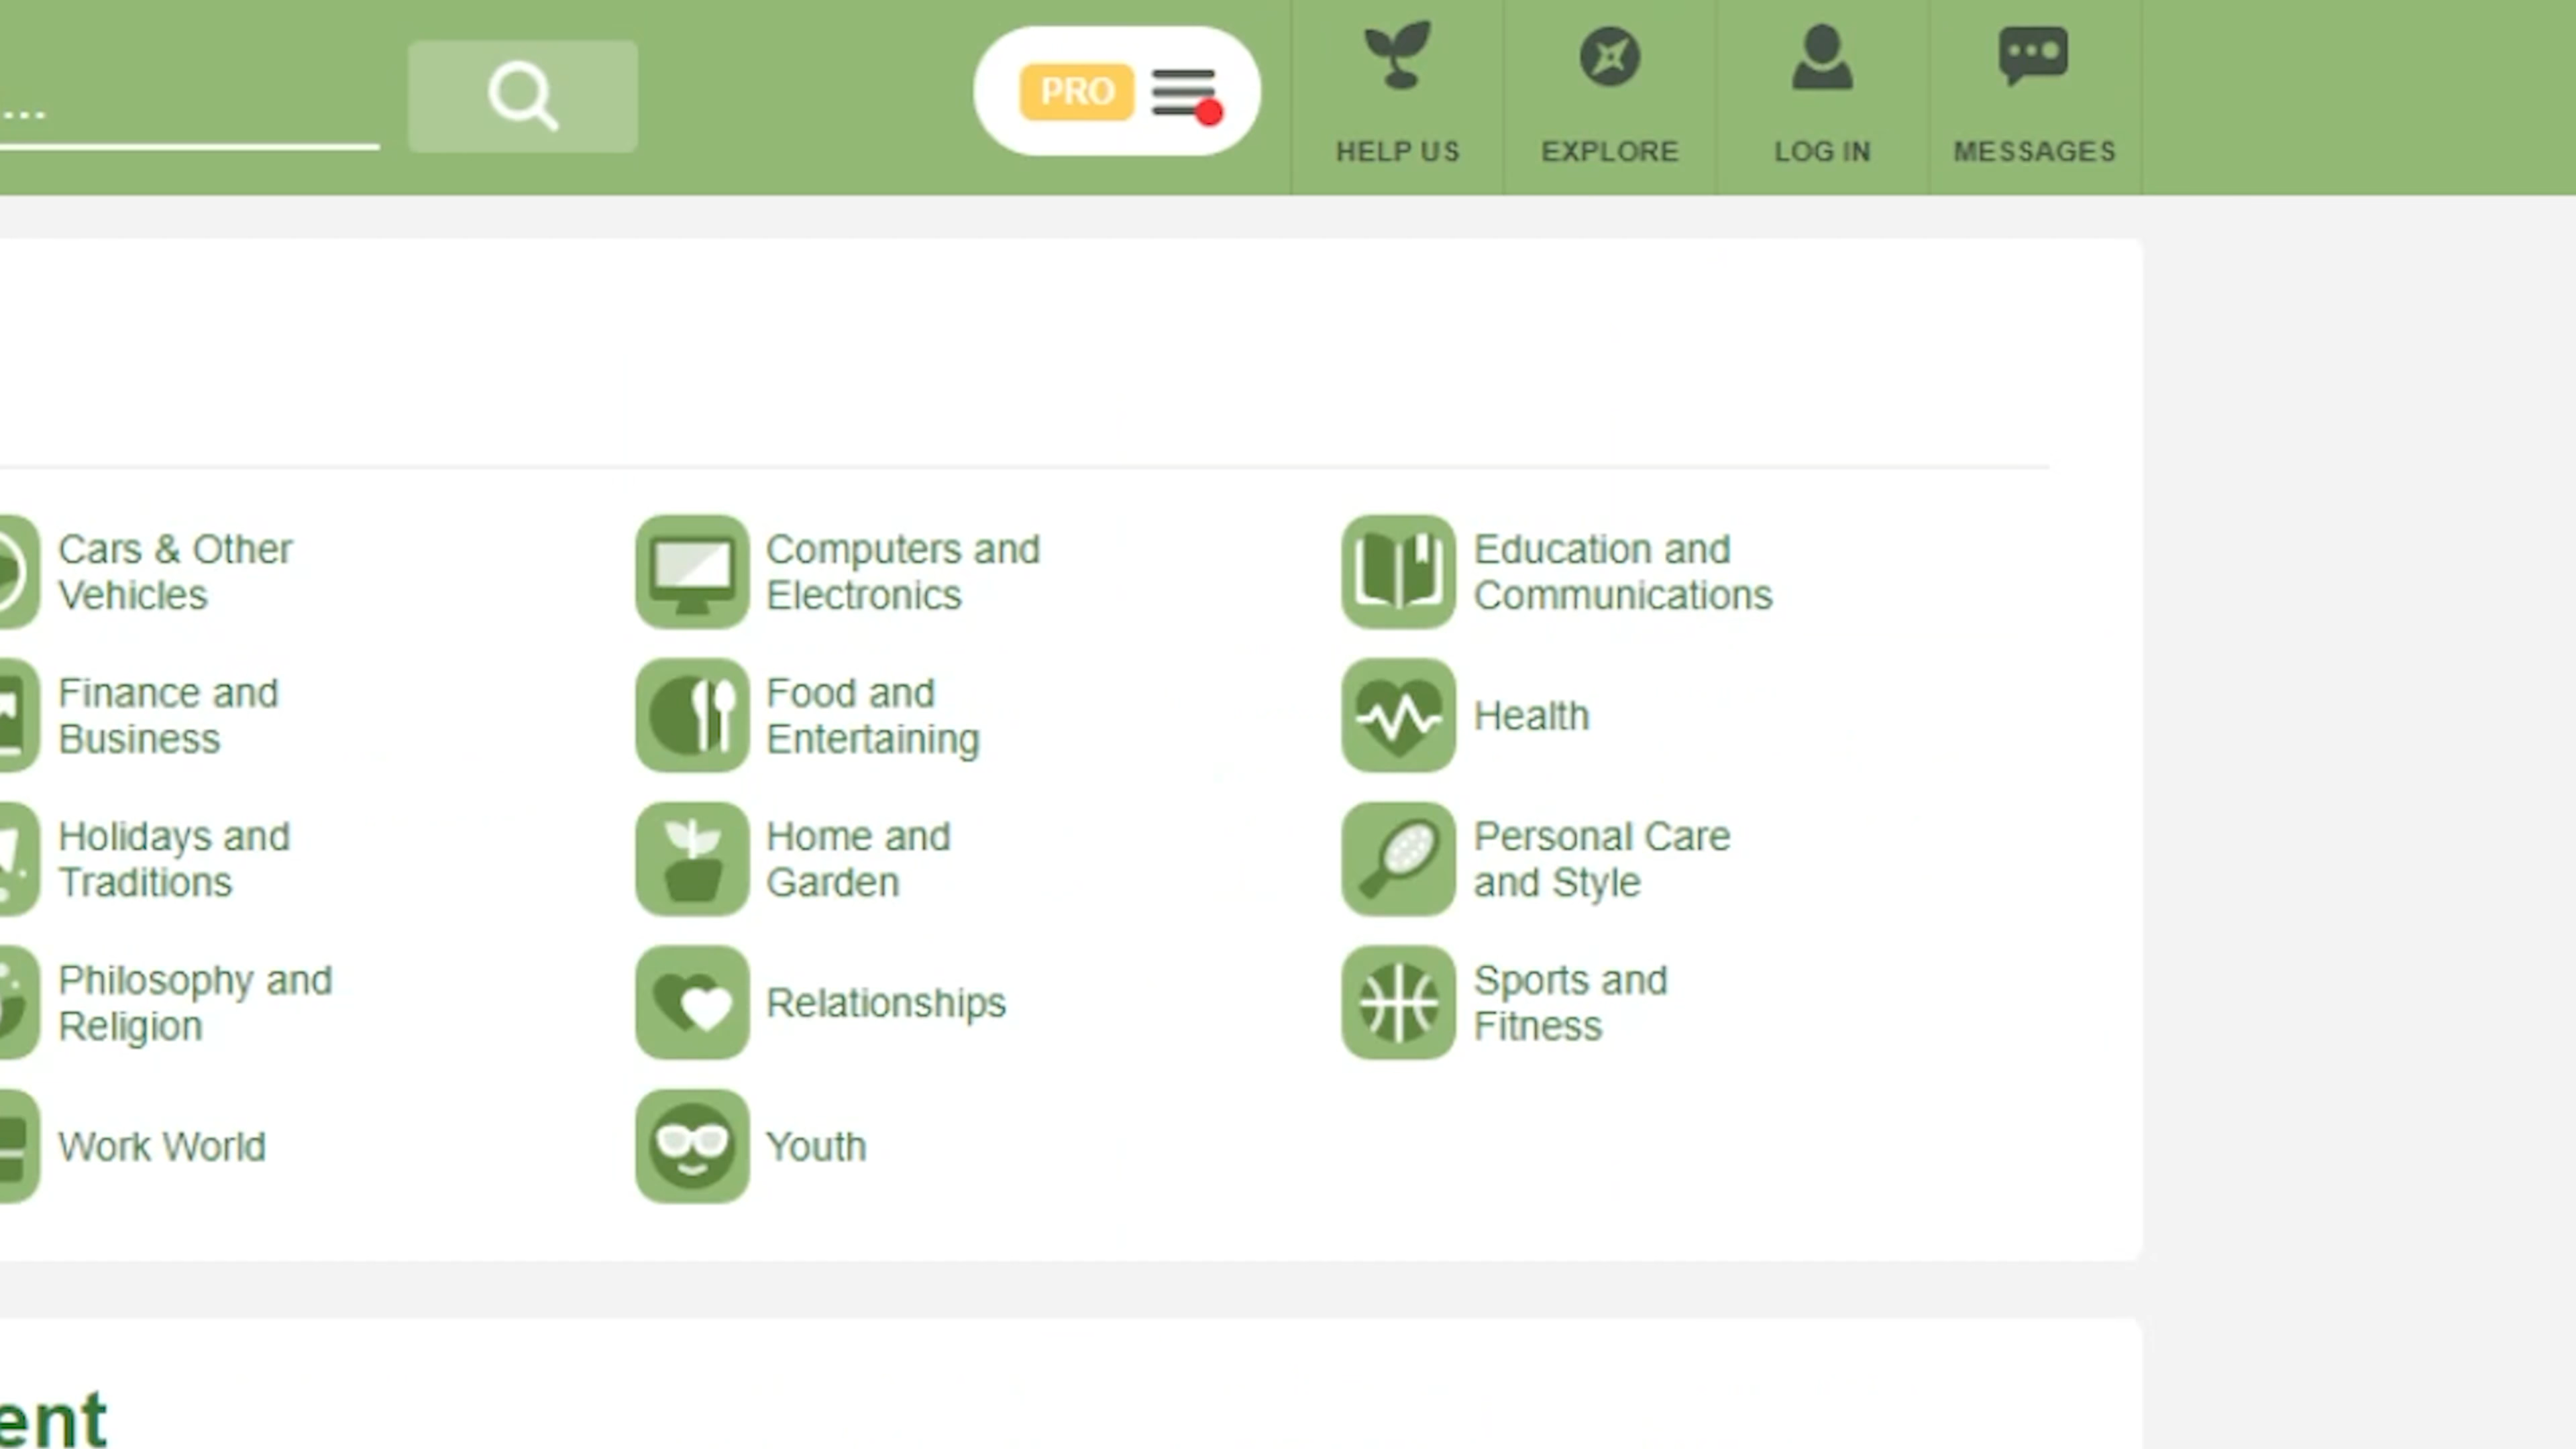 ...
PRO
HELP US
EXPLORE
LOG IN
MESSAGES
Cars & Other
Vehicles
Computers and
Electronics
Education and
Communications
Finance and
Business
Food and
Entertaining
Health
Holidays and
Traditions
Home and
Garden
Personal Care
and Style
Philosophy and
Religion
Relationships
Sports and
Fitness
Work World
Youth
ent